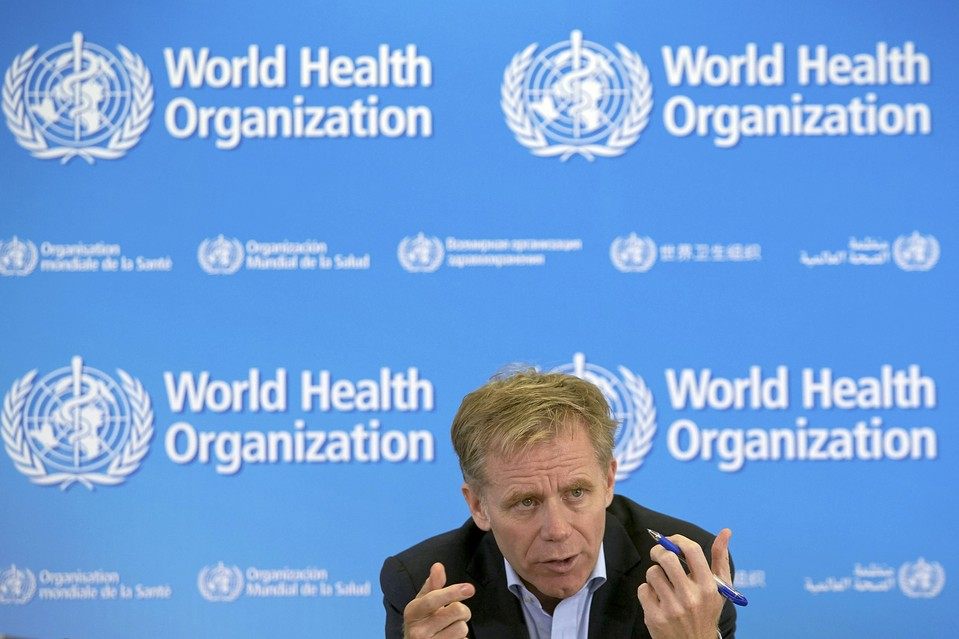 World Health
Organization
World Health
Organization
Organisation
mondiale de la Santé
Organización
Mundial de la Salud
Всемирная организация
здравоохранения
世界卫生组织
منظمة
الصحة العالمية
World Health
Organization
World Health
Organization
Organisation
mondiale de la Santé
Organización
Mundial de la Salud
منظمة
الصحة العالمية